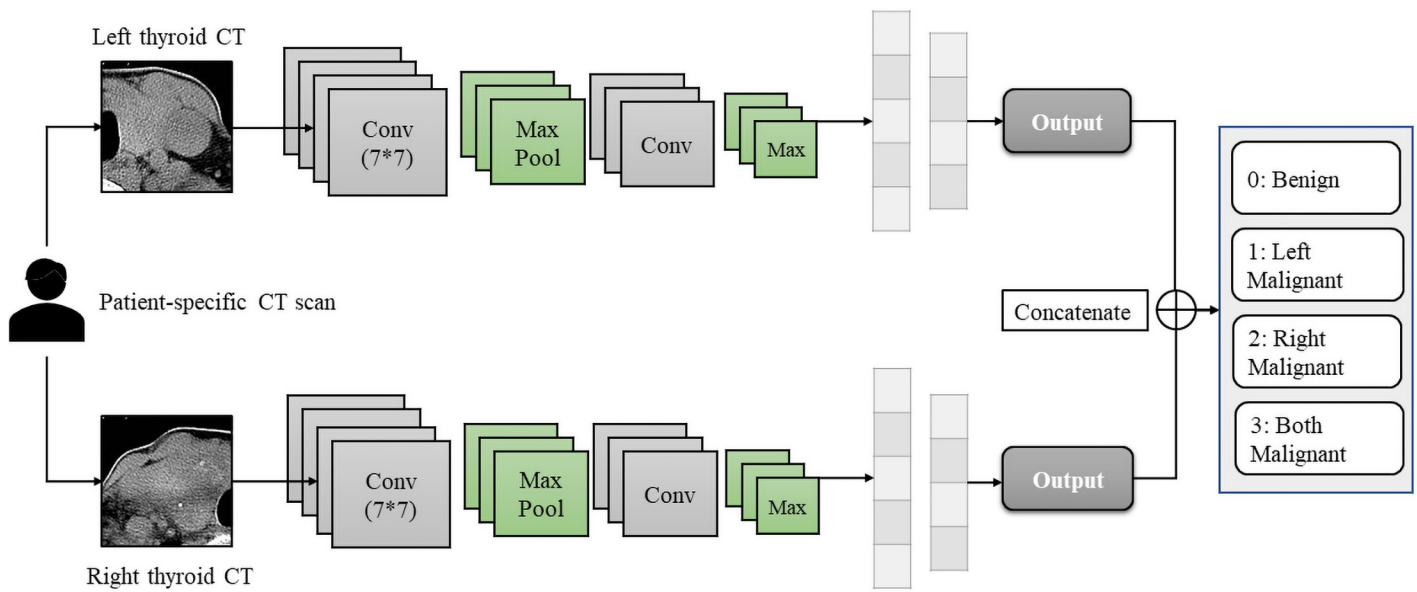 Left thyroid CT
Conv
(7*7)
Max
Pool
Conv
Max
Output
Patient-specific CT scan
Concatenate
0: Benign
1: Left
Malignant
2: Right
Malignant
3: Both
Malignant
Conv
(7*7)
Max
Pool
Conv
Max
Output
Right thyroid CT